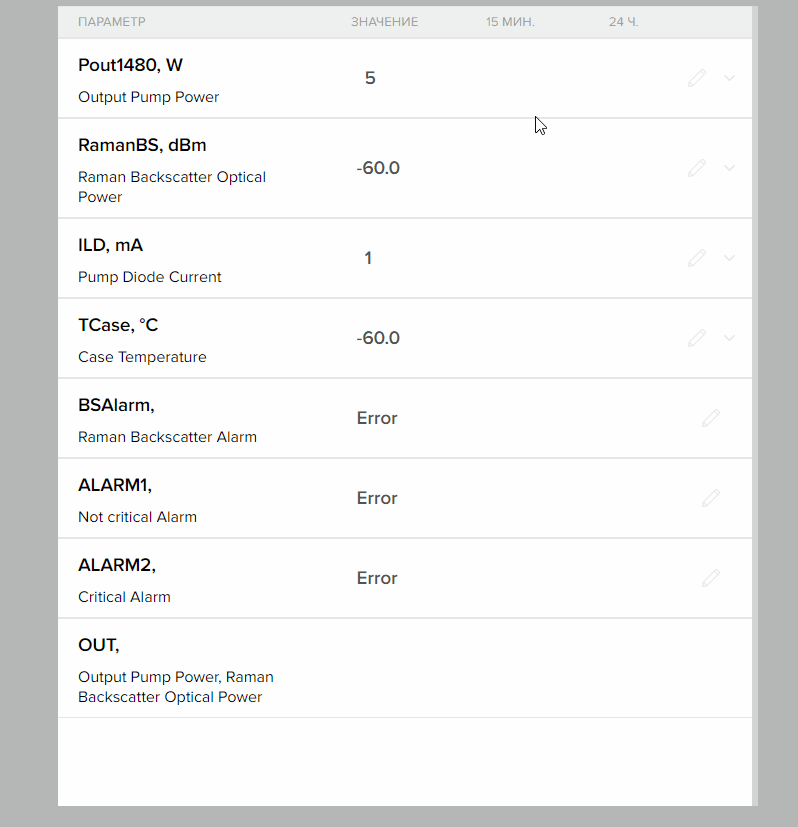 ПАРАМЕТР ЗНАЧЕНИЕ 15 МИН. 24 Ч.
Pout1480, W
5
Output Pump Power
RamanBS, dBm
-60.0
Raman Backscatter Optical
Power
ILD, mA
1
Pump Diode Current
TCase, °C
-60.0
Case Temperature
BSAlarm,
Error
Raman Backscatter Alarm
ALARM1,
Error
Not critical Alarm
ALARM2,
Error
Critical Alarm
OUT,
Output Pump Power, Raman
Backscatter Optical Power